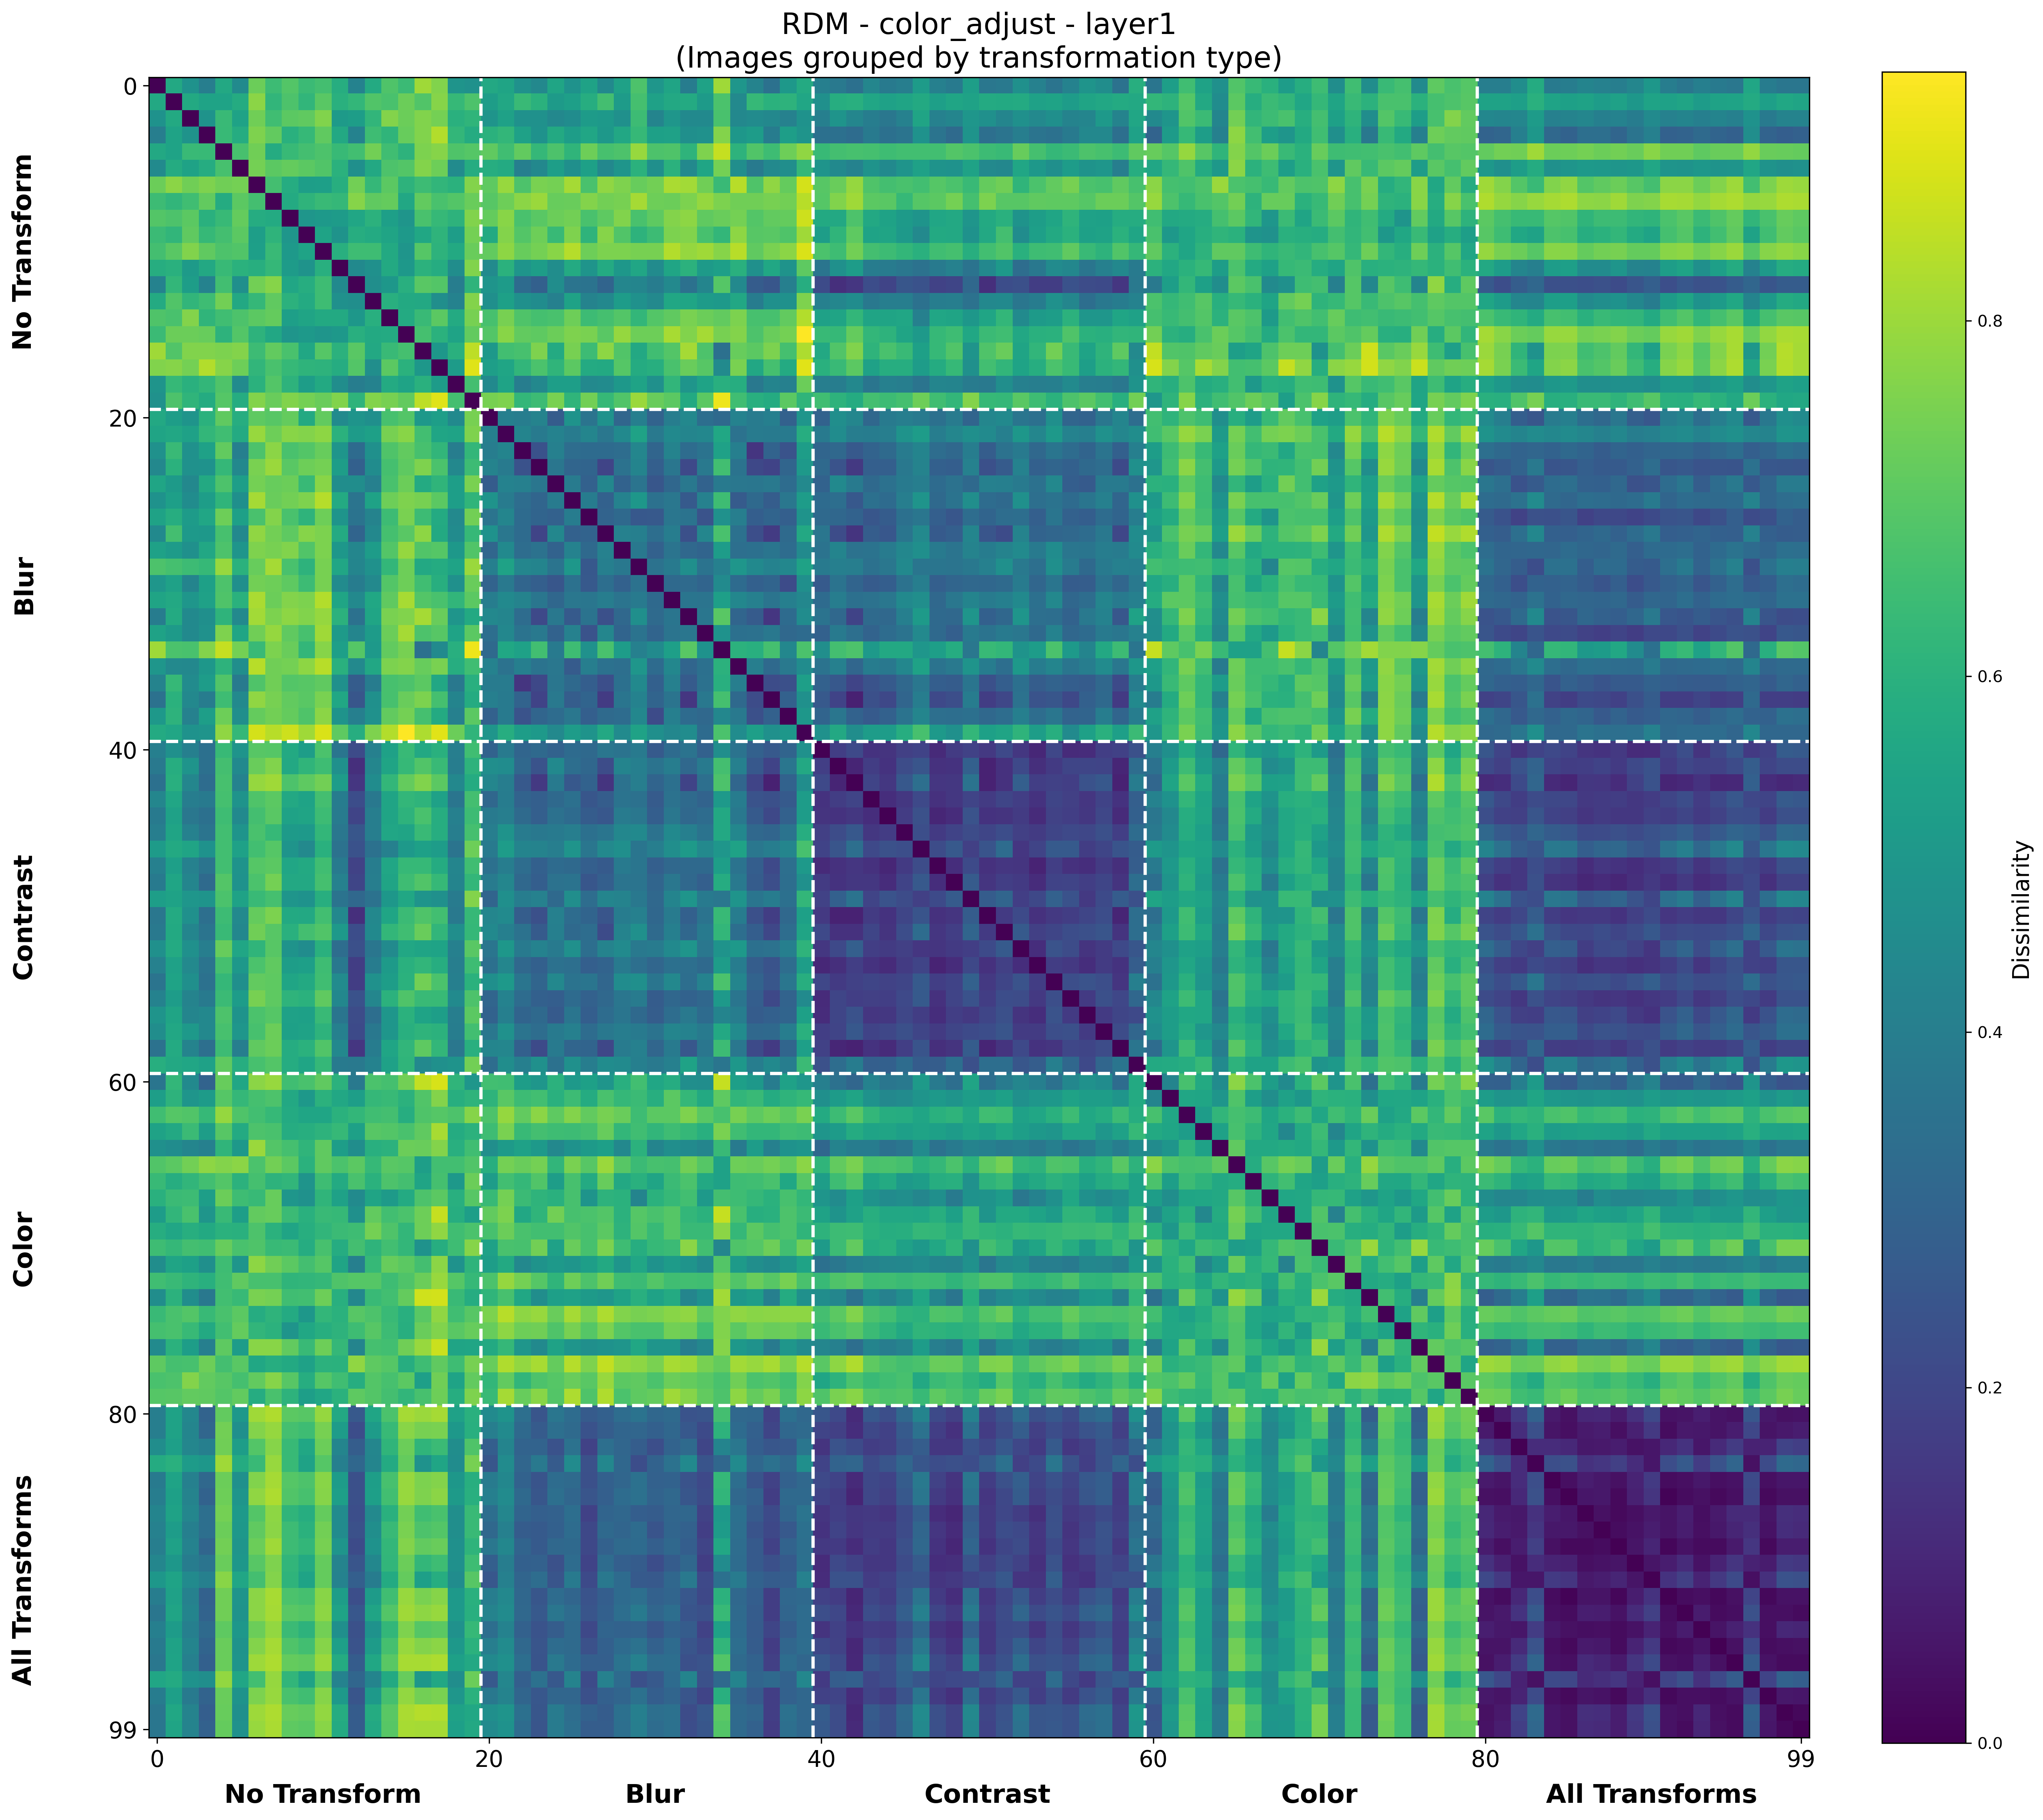 RDM - color_adjust - layer1
(Images grouped by transformation type)
0
20
40
60
80
99
No Transform
Blur
Contrast
Color
All Transforms
0
20
40
60
80
99
No Transform
Blur
Contrast
Color
All Transforms
0.8
0.6
0.4
0.2
0.0
Dissimilarity